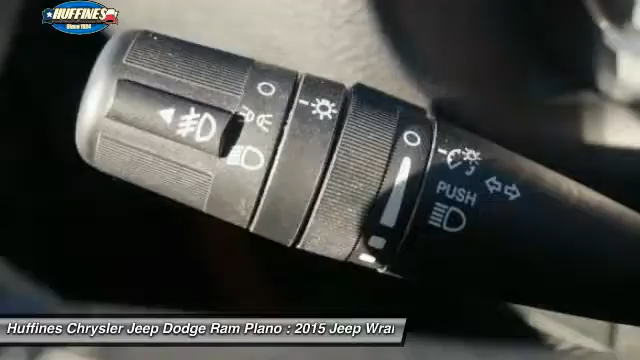 HUFFINES
Since 1924
PUSH
Huffines Chrysler Jeep Dodge Ram Plano : 2015 Jeep Wra